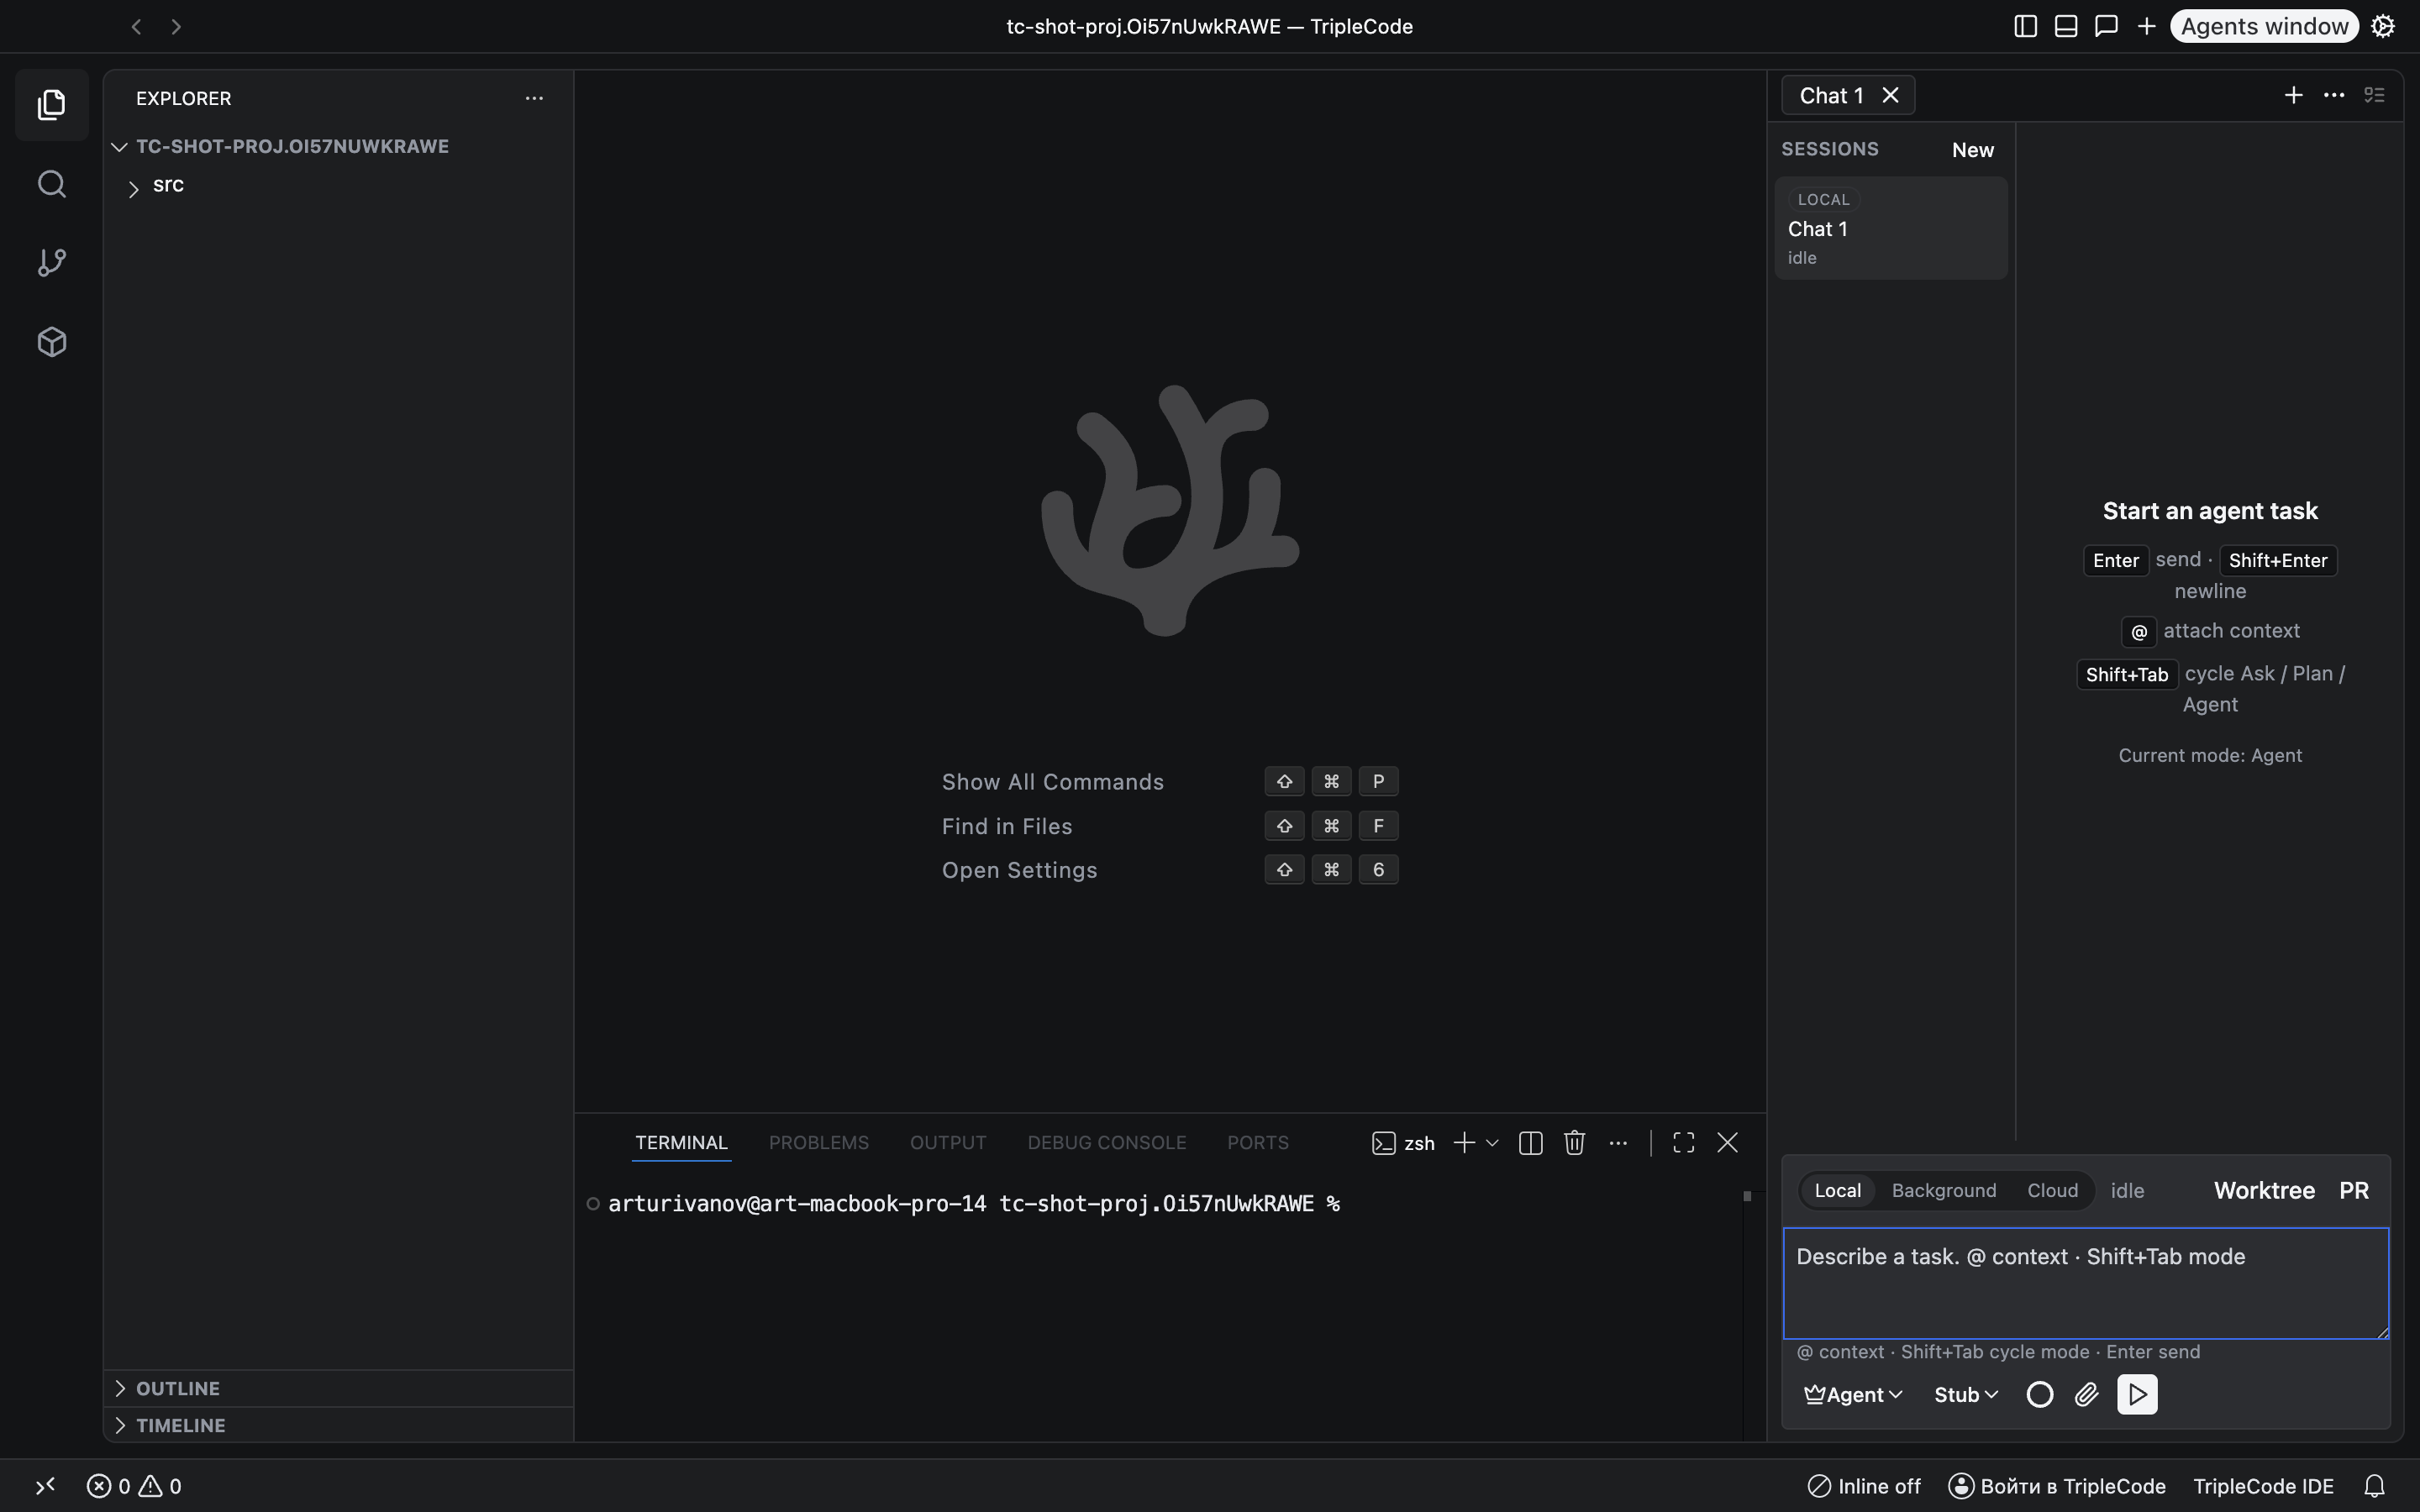 tc-shot-proj.Oi57nUwkRAWE — TripleCode
Agents window
EXPLORER
TC-SHOT-PROJ.OI57NUWKRAWE
src
OUTLINE
TIMELINE
Show All Commands ⇧ ⌘ P
Find in Files ⇧ ⌘ F
Open Settings ⇧ ⌘ 6
TERMINAL PROBLEMS OUTPUT DEBUG CONSOLE PORTS
zsh
arturivanov@art-macbook-pro-14 tc-shot-proj.Oi57nUwkRAWE %
Chat 1
SESSIONS New
LOCAL
Chat 1
idle
Start an agent task
Enter send · Shift+Enter
newline
@ attach context
Shift+Tab cycle Ask / Plan /
Agent
Current mode: Agent
Local Background Cloud idle Worktree PR
Describe a task. @ context · Shift+Tab mode
@ context · Shift+Tab cycle mode · Enter send
Agent Stub
0 0
Inline off Войти в TripleCode TripleCode IDE